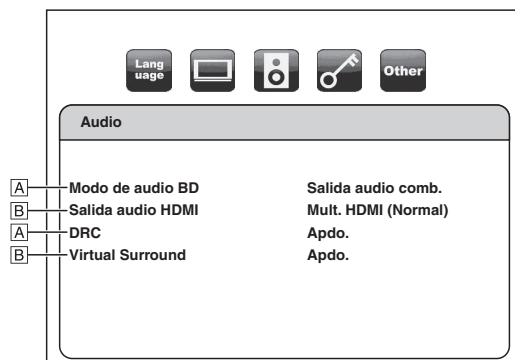 Lang
uage
Other
Audio
A Modo de audio BD Salida audio comb.
B Salida audio HDMI Mult. HDMI (Normal)
A DRC Apdo.
B Virtual Surround Apdo.